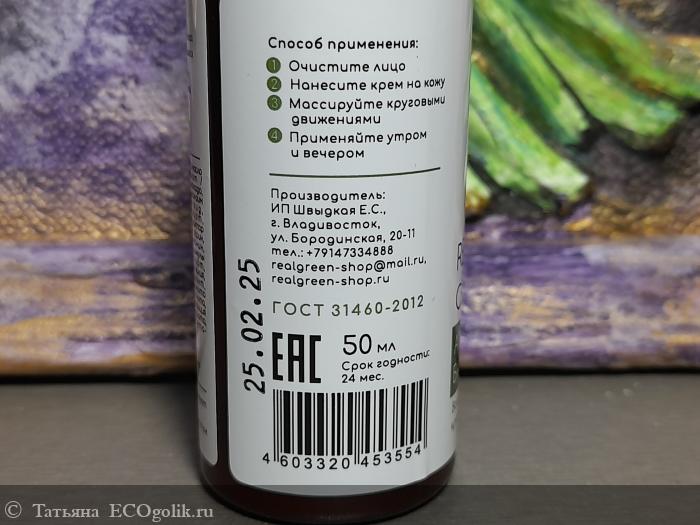 Способ применения:
1 Очистите лицо
2 Нанесите крем на кожу
3 Массируйте круговыми
движениями
4 Применяйте утром
и вечером
Производитель:
ИП Швыдкая Е.С.,
г. Владивосток,
ул. Бородинская, 20-11
тел.: +79147334888
realgreen-shop@mail.ru,
realgreen-shop.ru
ГОСТ 31460-2012
25.02.25
EAC
50 мл
Срок годности:
24 мес.
4 603320 453554
© Татьяна ECOgolik.ru